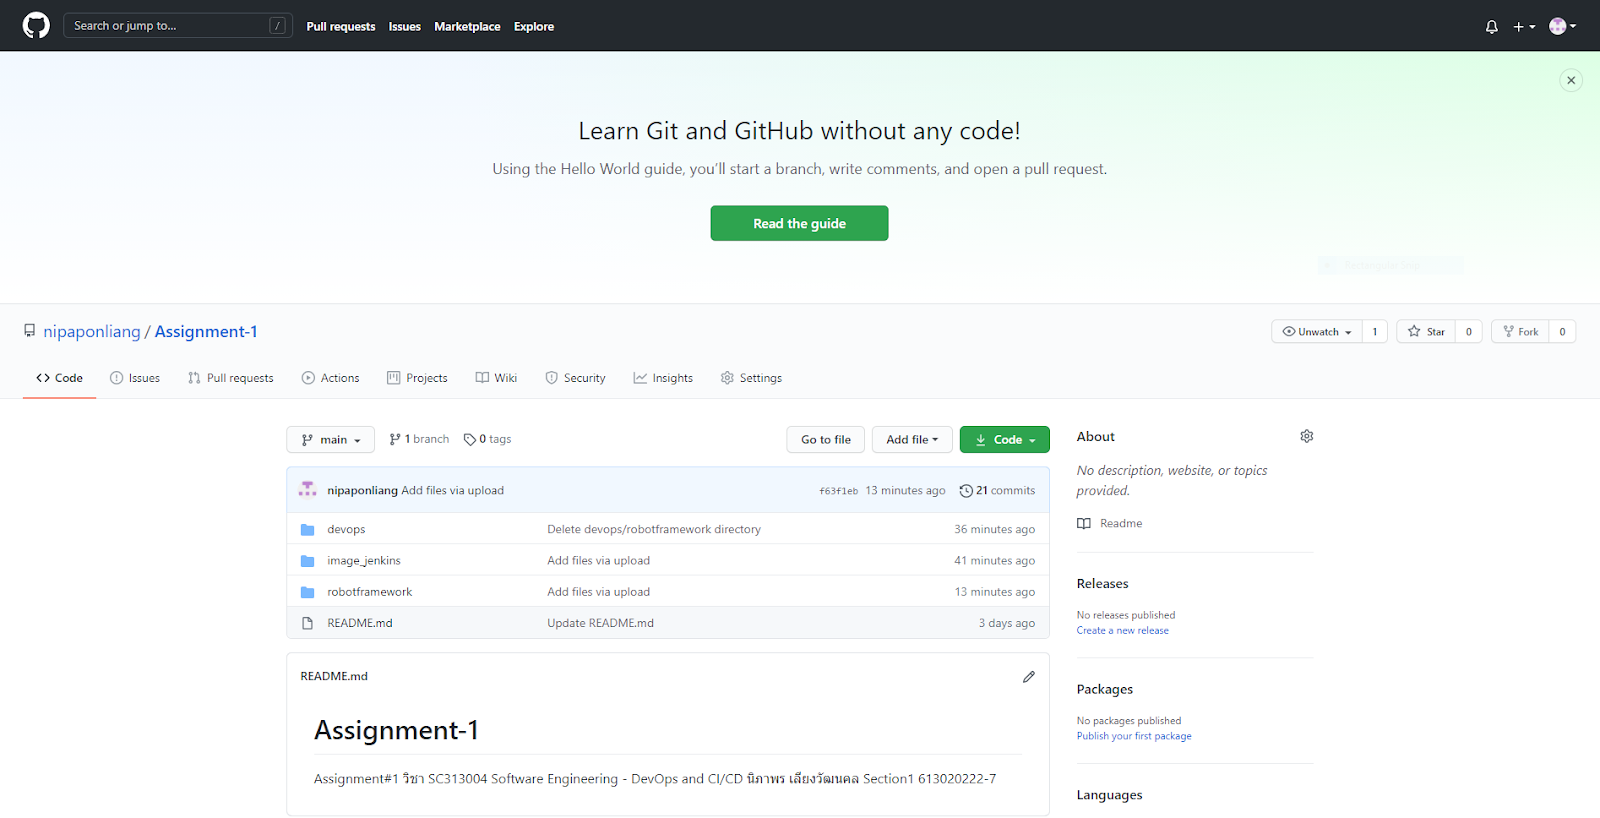 Search or jump to... /
Pull requests Issues Marketplace Explore
Learn Git and GitHub without any code!
Using the Hello World guide, you'll start a branch, write comments, and open a pull request.
Read the guide
nipaponliang / Assignment-1
Unwatch 1 Star 0 Fork 0
Code Issues Pull requests Actions Projects Wiki Security Insights Settings
main 1 branch 0 tags Go to file Add file Code
nipaponliang Add files via upload f63f1eb 13 minutes ago 21 commits
devops Delete devops/robotframework directory 36 minutes ago
image_jenkins Add files via upload 41 minutes ago
robotframework Add files via upload 13 minutes ago
README.md Update README.md 3 days ago
README.md
Assignment-1
Assignment#1 วิชา SC313004 Software Engineering - DevOps and CI/CD นิภาพร เลียงวัฒนคล Section1 613020222-7
About
No description, website, or topics
provided.
Readme
Releases
No releases published
Create a new release
Packages
No packages published
Publish your first package
Languages